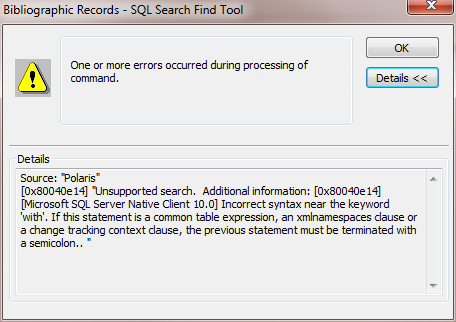 Bibliographic Records - SQL Search Find Tool
One or more errors occurred during processing of
command.
OK
Details <<
Details
Source: "Polaris"
[0x80040e14] "Unsupported search.  Additional information: [0x80040e14]
[Microsoft SQL Server Native Client 10.0] Incorrect syntax near the keyword
'with'. If this statement is a common table expression, an xmlnamespaces clause or
a change tracking context clause, the previous statement must be terminated with
a semicolon.. "